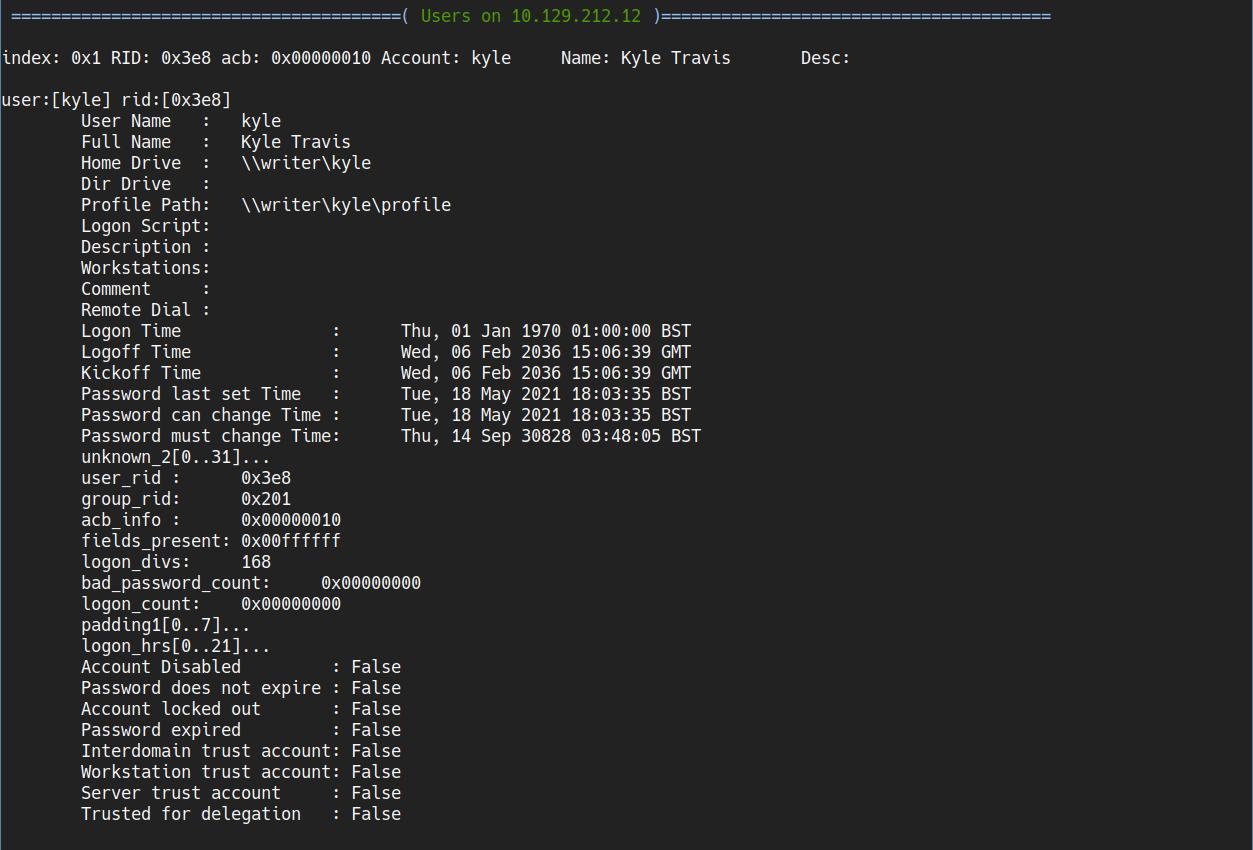 =======================================( Users on 10.129.212.12 )=======================================
index: 0x1 RID: 0x3e8 acb: 0x00000010 Account: kyle     Name: Kyle Travis       Desc:
user:[kyle] rid:[0x3e8]
        User Name   :   kyle
        Full Name   :   Kyle Travis
        Home Drive  :   \\writer\kyle
        Dir Drive   :
        Profile Path:   \\writer\kyle\profile
        Logon Script:
        Description :
        Workstations:
        Comment     :
        Remote Dial :
        Logon Time               :      Thu, 01 Jan 1970 01:00:00 BST
        Logoff Time              :      Wed, 06 Feb 2036 15:06:39 GMT
        Kickoff Time             :      Wed, 06 Feb 2036 15:06:39 GMT
        Password last set Time   :      Tue, 18 May 2021 18:03:35 BST
        Password can change Time :      Tue, 18 May 2021 18:03:35 BST
        Password must change Time:      Thu, 14 Sep 30828 03:48:05 BST
        unknown_2[0..31]...
        user_rid :      0x3e8
        group_rid:      0x201
        acb_info :      0x00000010
        fields_present: 0x00ffffff
        logon_divs:     168
        bad_password_count:     0x00000000
        logon_count:    0x00000000
        padding1[0..7]...
        logon_hrs[0..21]...
        Account Disabled         : False
        Password does not expire : False
        Account locked out       : False
        Password expired         : False
        Interdomain trust account: False
        Workstation trust account: False
        Server trust account     : False
        Trusted for delegation   : False